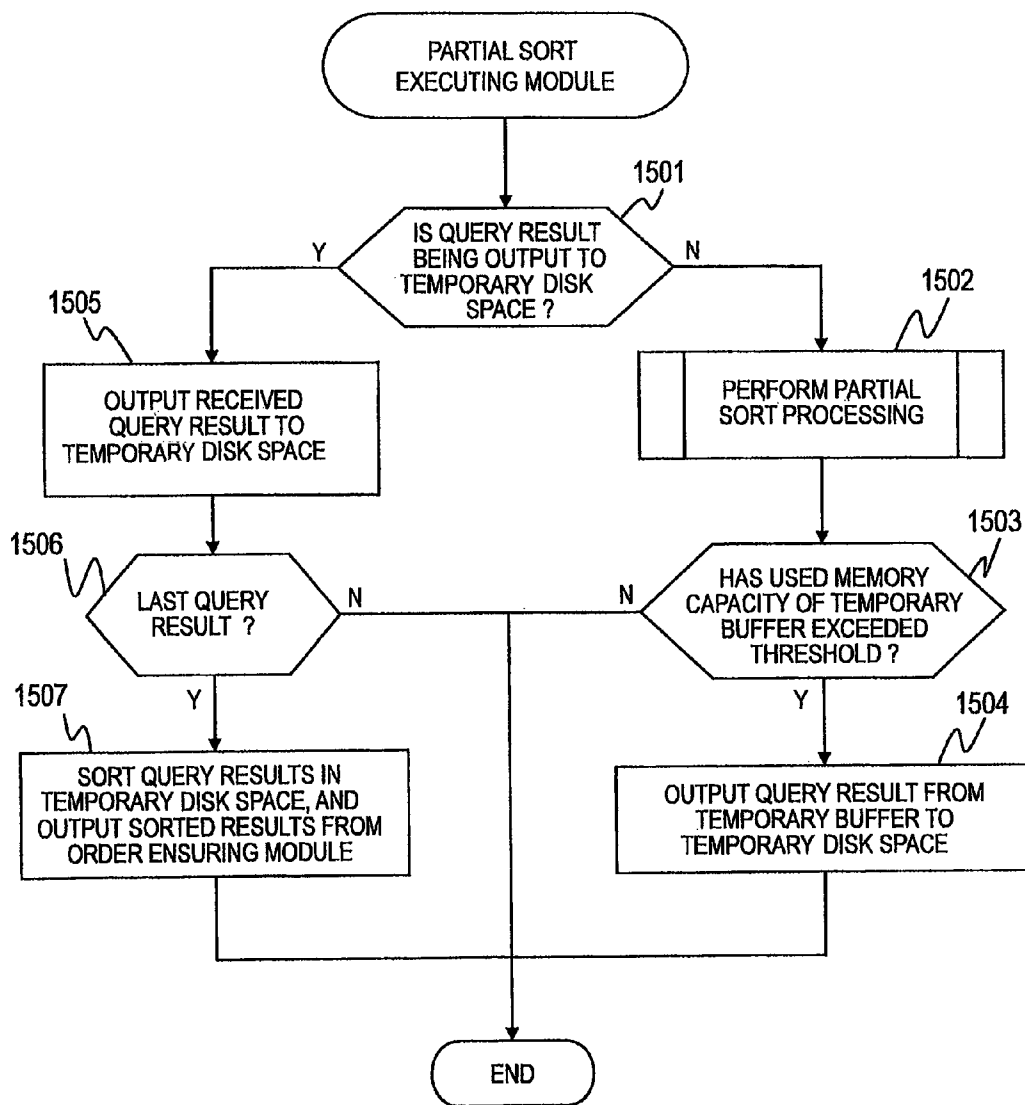 PARTIAL SORT
EXECUTING MODULE
1501
IS QUERY RESULT
BEING OUTPUT TO
TEMPORARY DISK
SPACE ?
Y
N
1505
OUTPUT RECEIVED
QUERY RESULT TO
TEMPORARY DISK SPACE
1502
PERFORM PARTIAL
SORT PROCESSING
1506
LAST QUERY
RESULT ?
N
Y
1503
HAS USED MEMORY
CAPACITY OF TEMPORARY
BUFFER EXCEEDED
THRESHOLD ?
N
Y
1507
SORT QUERY RESULTS IN
TEMPORARY DISK SPACE, AND
OUTPUT SORTED RESULTS FROM
ORDER ENSURING MODULE
1504
OUTPUT QUERY RESULT FROM
TEMPORARY BUFFER TO
TEMPORARY DISK SPACE
END